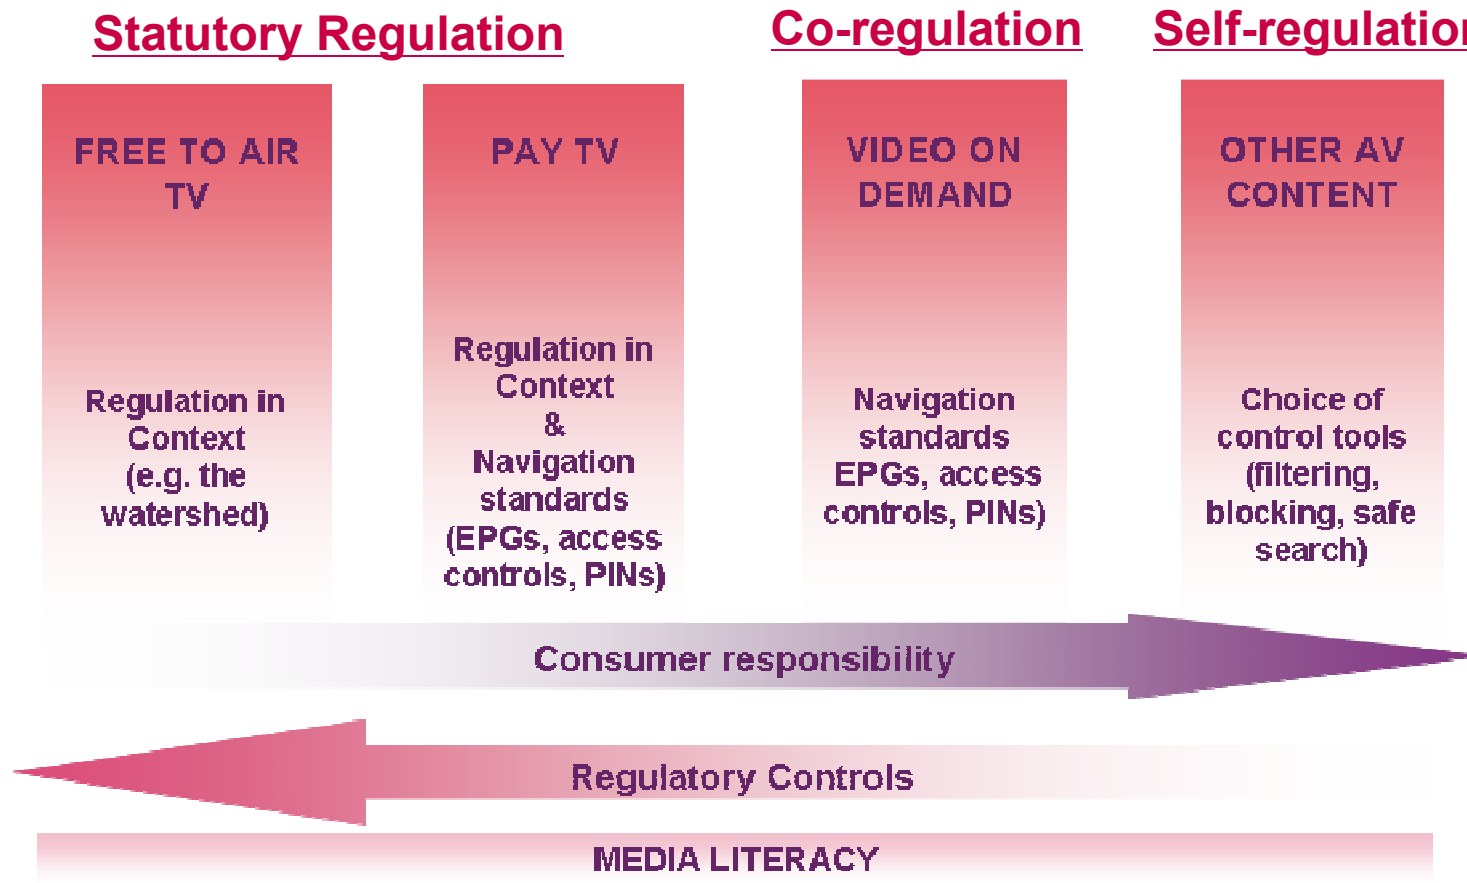 Statutory Regulation
Co-regulation
Self-regulation
FREE TO AIR
TV
Regulation in
Context
(e.g. the
watershed)
PAY TV
Regulation in
Context
&
Navigation
standards
(EPGs, access
controls, PINs)
VIDEO ON
DEMAND
Navigation
standards
EPGs, access
controls, PINs)
OTHER AV
CONTENT
Choice of
control tools
(filtering,
blocking, safe
search)
Consumer responsibility
Regulatory Controls
MEDIA LITERACY